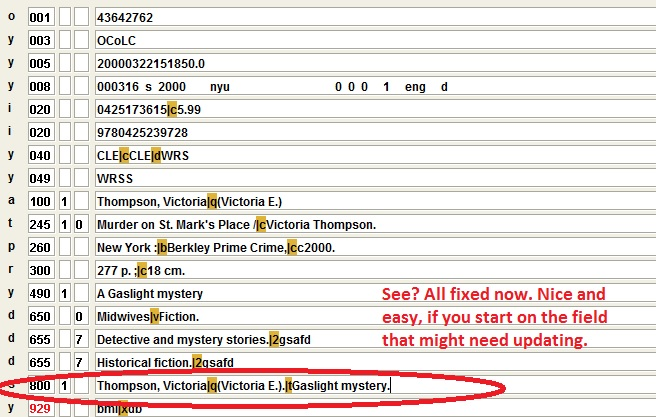 o 001 43642762
y 003 OCoLC
y 005 20000322151850.0
y 008 000316 s 2000 nyu 0 0 0 1 eng d
i 020 0425173615|c5.99
i 020 9780425239728
y 040 CLE|cCLE|dWRS
y 049 WRSS
a 100 1 Thompson, Victoria|q(Victoria E.)
t 245 1 0 Murder on St. Mark's Place /|cVictoria Thompson.
p 260 New York :|bBerkley Prime Crime,|cc2000.
r 300 277 p. ;|c18 cm.
y 490 1 A Gaslight mystery
d 650 0 Midwives|vFiction.
d 655 7 Detective and mystery stories.|2gsafd
d 655 7 Historical fiction.|2gsafd
s 800 1 Thompson, Victoria|q(Victoria E.).|tGaslight mystery.
y 929 bml|xdb
See? All fixed now. Nice and
easy, if you start on the field
that might need updating.